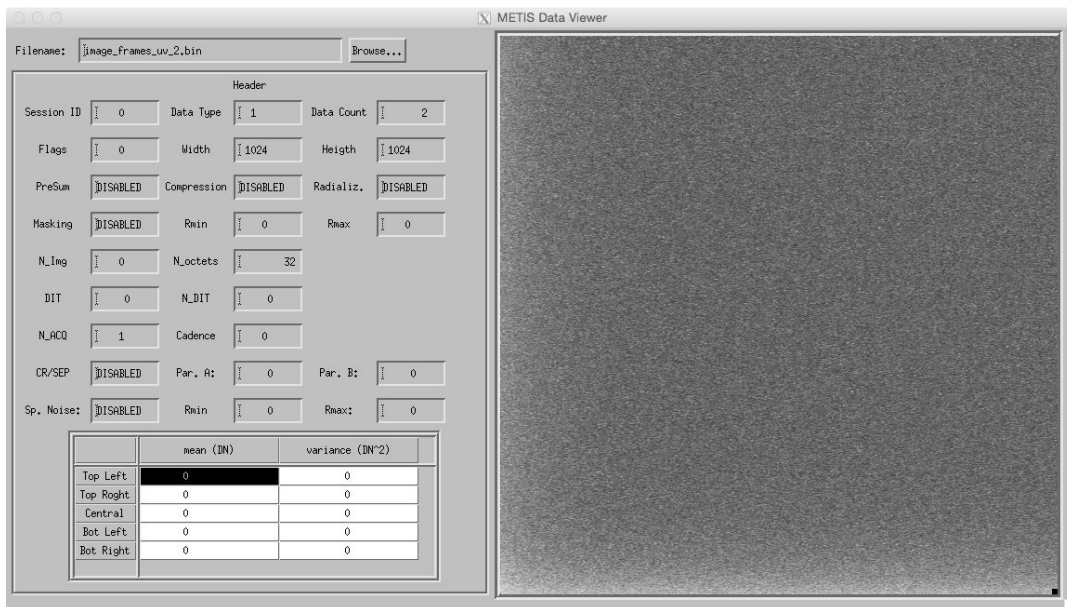 METIS Data Viewer
Filename: image_frames_uv_2.bin Browse...
Header
Session ID 0 Data Type 1 Data Count 2
Flags 0 Width 1024 Heigth 1024
PreSum DISABLED Compression DISABLED Radializ. DISABLED
Masking DISABLED Rmin 0 Rmax 0
N_Img 0 N_octets 32
DIT 0 N_DIT 0
N_ACQ 1 Cadence 0
CR/SEP DISABLED Par. A: 0 Par. B: 0
Sp. Noise: DISABLED Rmin 0 Rmax: 0
mean (DN) variance (DN^2)
Top Left 0 0
Top Roght 0 0
Central 0 0
Bot Left 0 0
Bot Right 0 0